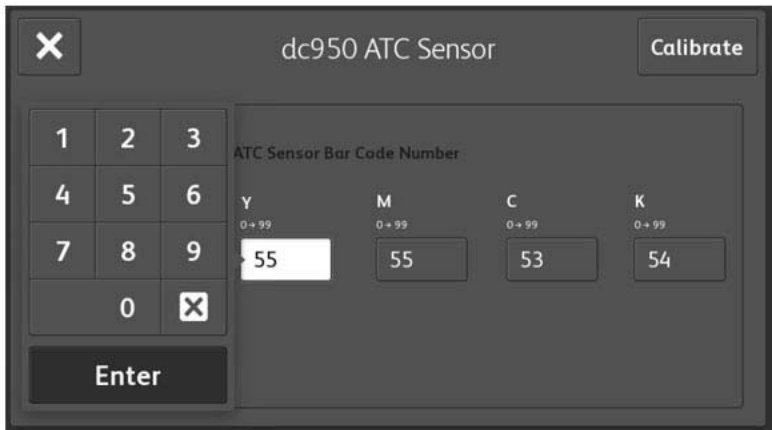 dc950 ATC Sensor
Calibrate
1 2 3
4 5 6
7 8 9
0
Enter
ATC Sensor Bar Code Number
Y M C K
0→99 0→99 0→99 0→99
55 55 53 54